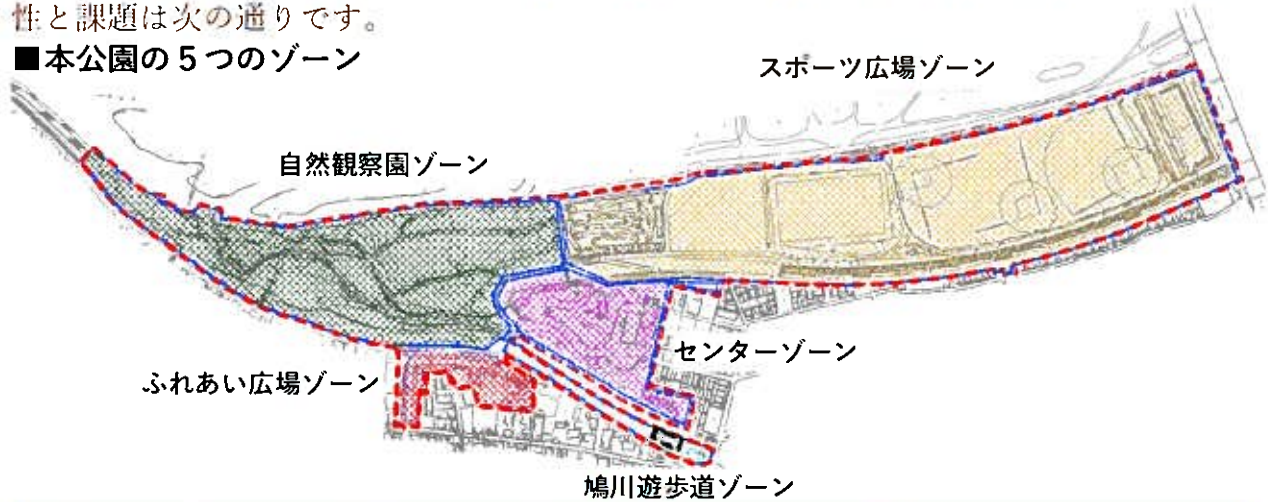 性と課題は次の通りです。
■本公園の5つのゾーン
スポーツ広場ゾーン
自然観察園ゾーン
センターゾーン
ふれあい広場ゾーン
鳩川遊歩道ゾーン